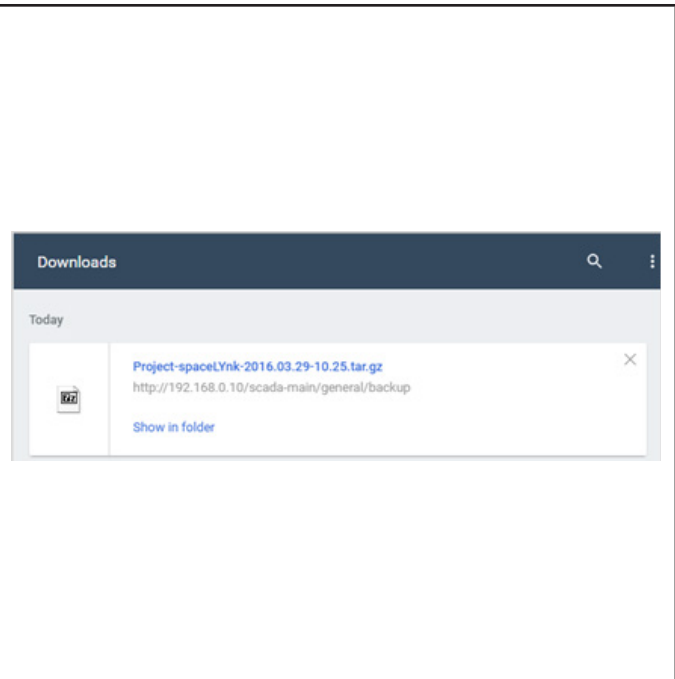 Downloads
Today
Project-spaceLYnk-2016.03.29-10.25.tar.gz
http://192.168.0.10/scada-main/general/backup
Show in folder